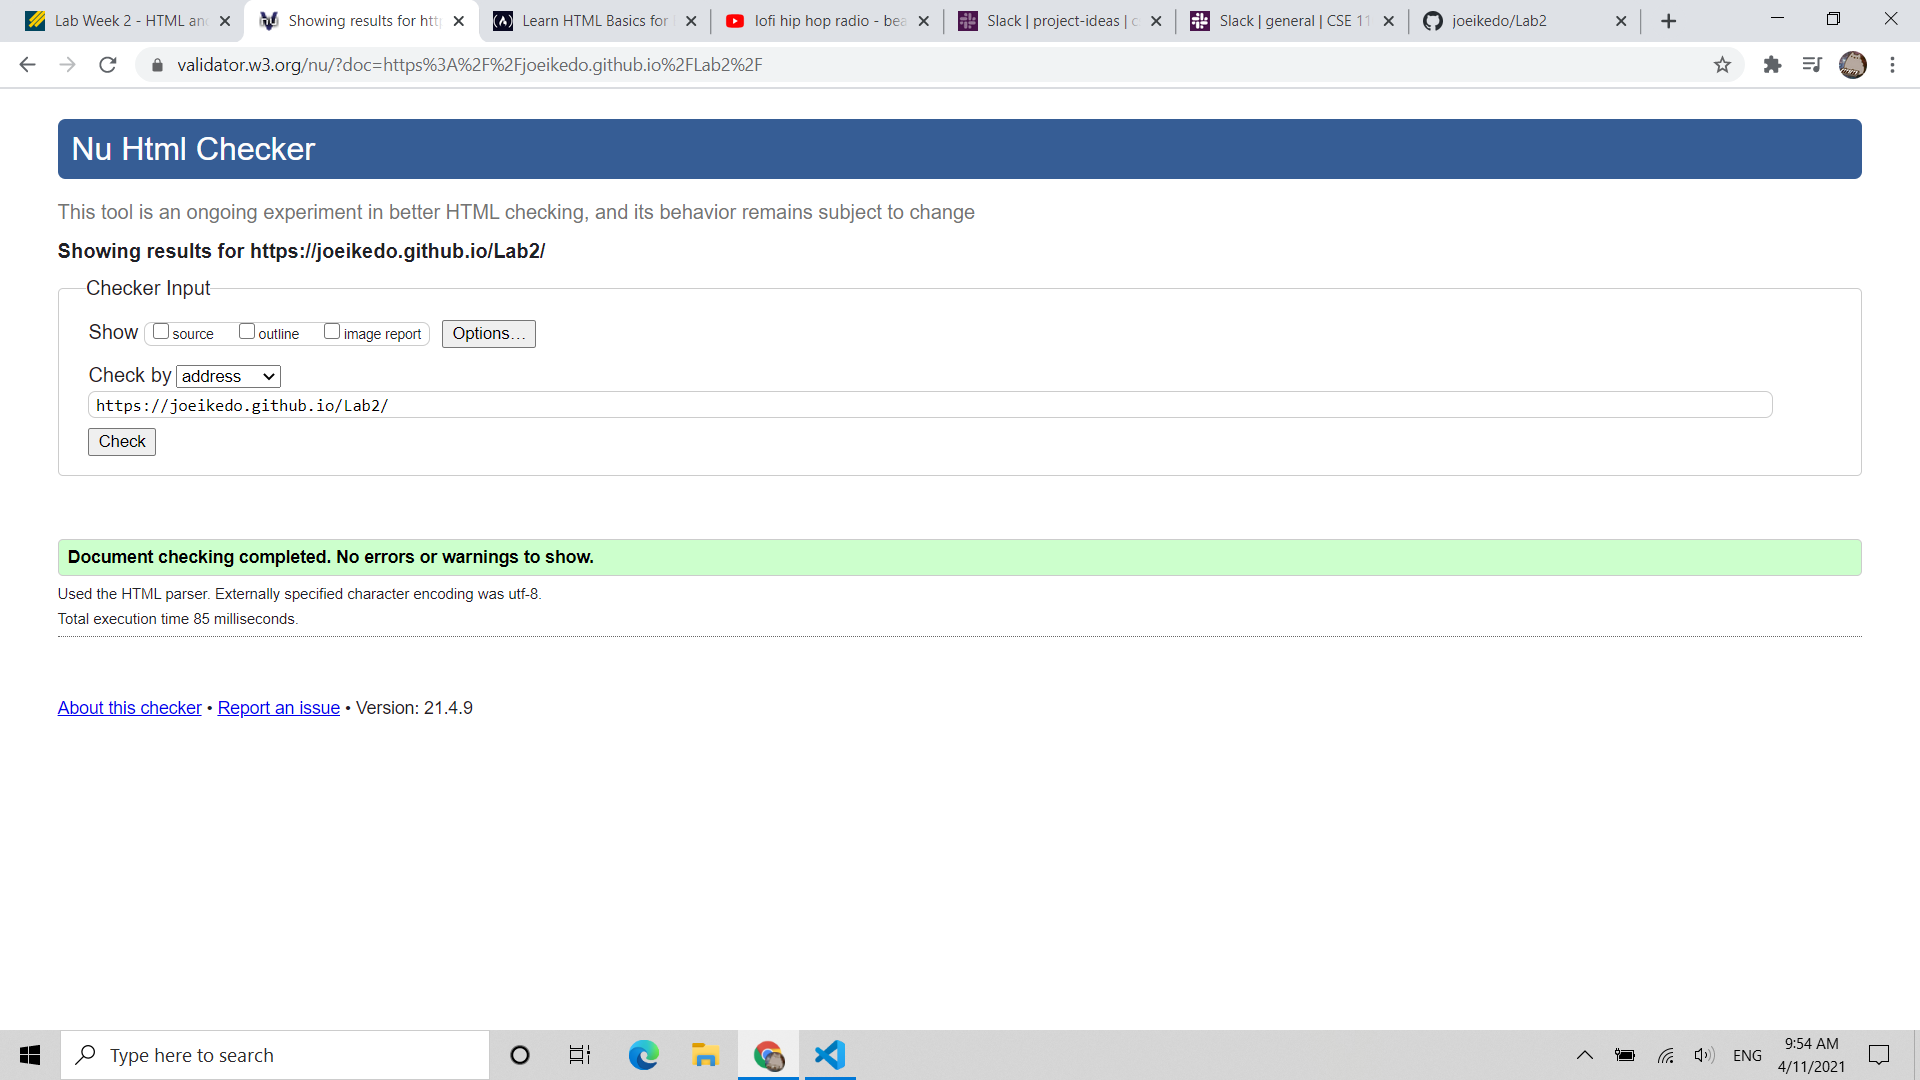 Lab Week 2 - HTML an
Showing results for htt
Learn HTML Basics for
lofi hip hop radio - bea
Slack | project-ideas | c
Slack | general | CSE 11
joeikedo/Lab2
validator.w3.org/nu/?doc=https%3A%2F%2Fjoeikedo.github.io%2FLab2%2F
Nu Html Checker
This tool is an ongoing experiment in better HTML checking, and its behavior remains subject to change
Showing results for https://joeikedo.github.io/Lab2/
Checker Input
Show source outline image report Options...
Check by address
https://joeikedo.github.io/Lab2/
Check
Document checking completed. No errors or warnings to show.
Used the HTML parser. Externally specified character encoding was utf-8.
Total execution time 85 milliseconds.
About this checker • Report an issue • Version: 21.4.9
Type here to search
ENG
9:54 AM
4/11/2021